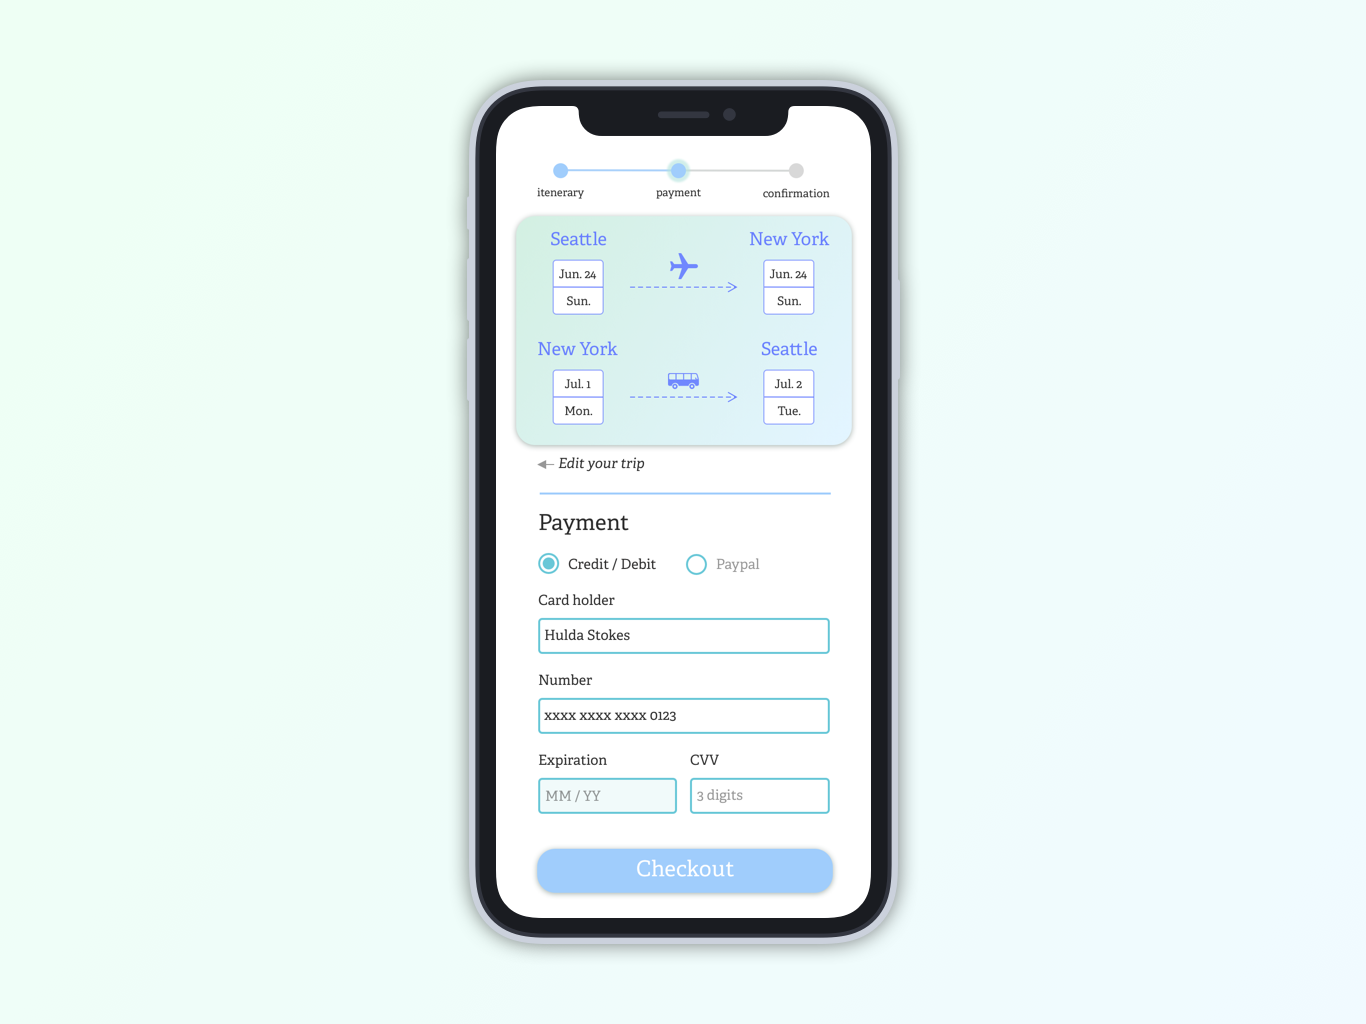 itenerary payment confirmation
Seattle New York
Jun. 24 Jun. 24
Sun. Sun.
New York Seattle
Jul. 1 Jul. 2
Mon. Tue.
Edit your trip
Payment
Credit / Debit Paypal
Card holder
Hulda Stokes
Number
xxxx xxxx xxxx 0123
Expiration CVV
MM / YY 3 digits
Checkout